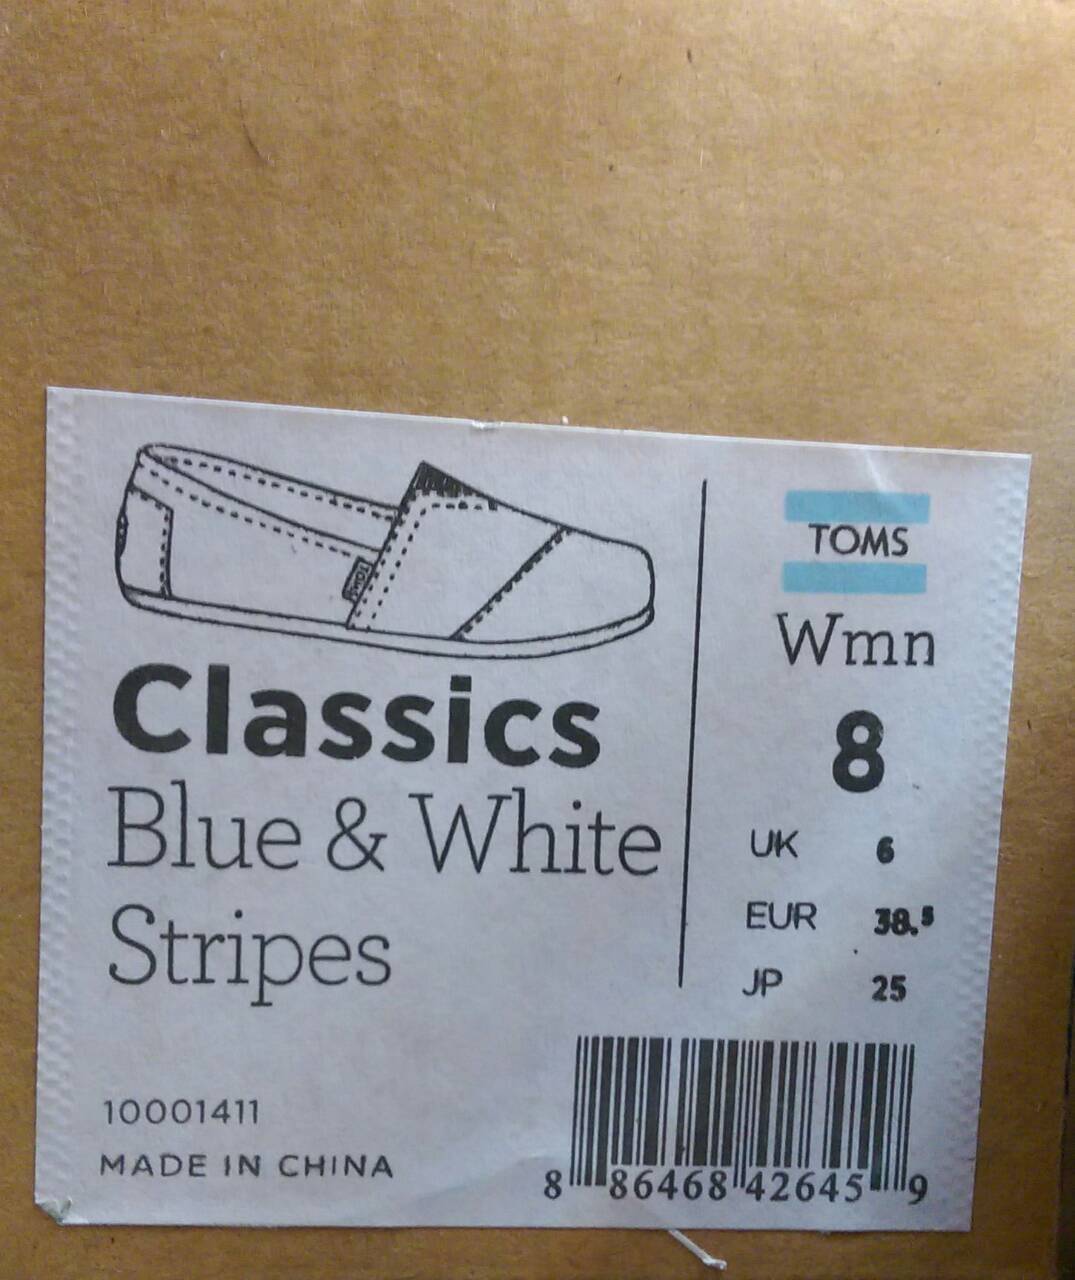 TOMS
Classics
Blue & White
Stripes
10001411
MADE IN CHINA
TOMS
Wmn
8
UK 6
EUR 38.5
JP 25
8 86468 42645 9